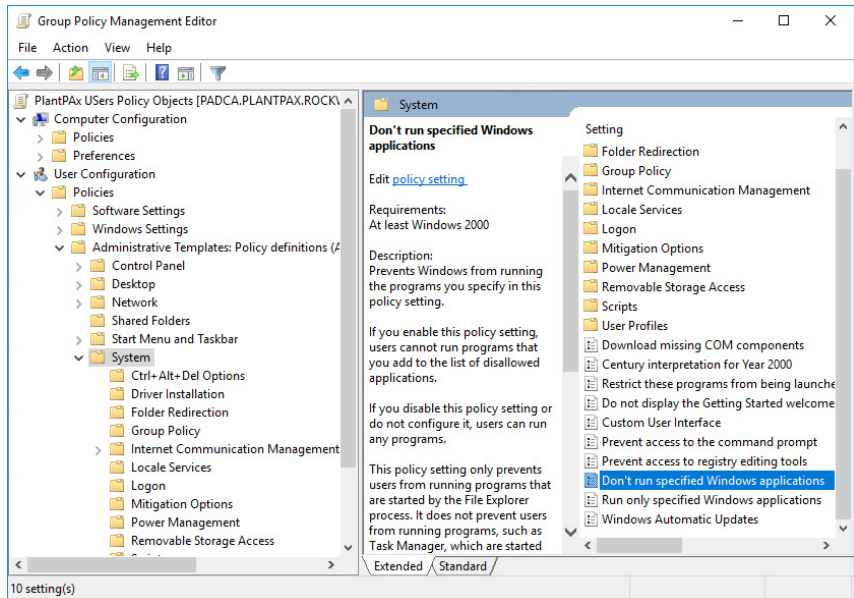 Group Policy Management Editor
File Action View Help
PlantPAx USers Policy Objects [PADCA.PLANTPAX.ROCK
Computer Configuration
Policies
Preferences
User Configuration
Policies
Software Settings
Windows Settings
Administrative Templates: Policy definitions (A
Control Panel
Desktop
Network
Shared Folders
Start Menu and Taskbar
System
Ctrl+Alt+Del Options
Driver Installation
Folder Redirection
Group Policy
Internet Communication Management
Locale Services
Logon
Mitigation Options
Power Management
Removable Storage Access
System
Don't run specified Windows
applications
Edit policy setting
Requirements:
At least Windows 2000
Description:
Prevents Windows from running
the programs you specify in this
policy setting.
If you enable this policy setting,
users cannot run programs that
you add to the list of disallowed
applications.
If you disable this policy setting or
do not configure it, users can run
any programs.
This policy setting only prevents
users from running programs that
are started by the File Explorer
process. It does not prevent users
from running programs, such as
Task Manager, which are started
Setting
Folder Redirection
Group Policy
Internet Communication Management
Locale Services
Logon
Mitigation Options
Power Management
Removable Storage Access
Scripts
User Profiles
Download missing COM components
Century interpretation for Year 2000
Restrict these programs from being launche
Do not display the Getting Started welcome
Custom User Interface
Prevent access to the command prompt
Prevent access to registry editing tools
Don't run specified Windows applications
Run only specified Windows applications
Windows Automatic Updates
Extended Standard
10 setting(s)